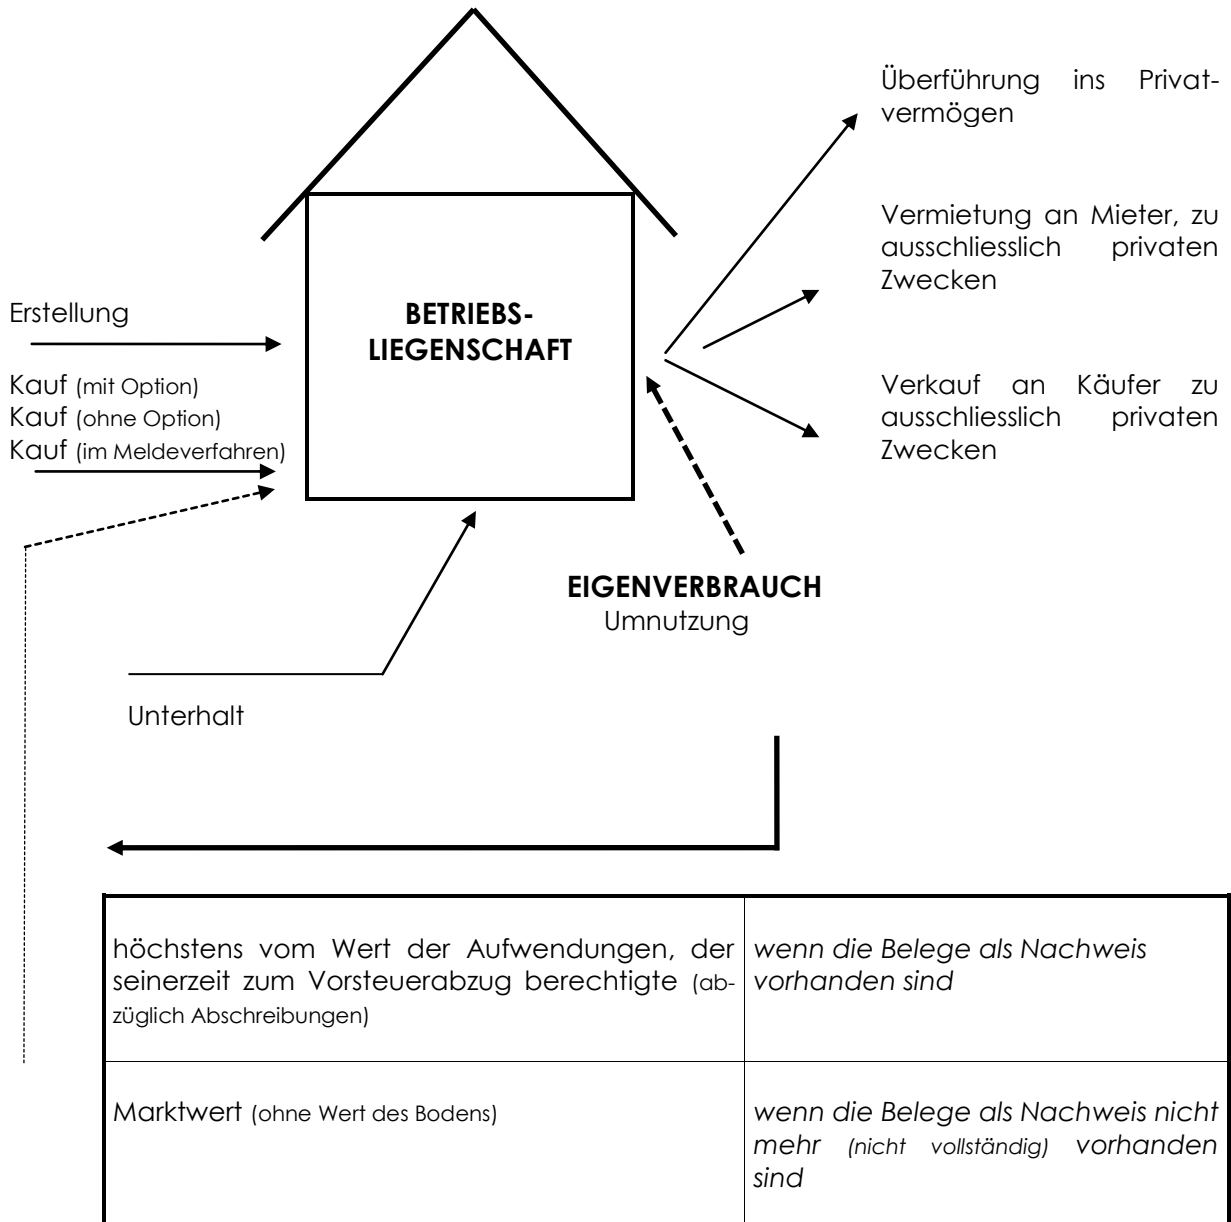 Überführung ins Privat-
vermögen
Vermietung an Mieter, zu
ausschliesslich privaten
Zwecken
Erstellung
BETRIEBS-
LIEGENSCHAFT
Kauf (mit Option)
Kauf (ohne Option)
Kauf (im Meldeverfahren)
Verkauf an Käufer zu
ausschliesslich privaten
Zwecken
EIGENVERBRAUCH
Umnutzung
Unterhalt
höchstens vom Wert der Aufwendungen, der
seinerzeit zum Vorsteuerabzug berechtigte (ab-
züglich Abschreibungen)
wenn die Belege als Nachweis
vorhanden sind
Marktwert (ohne Wert des Bodens)
wenn die Belege als Nachweis nicht
mehr (nicht vollständig) vorhanden
sind